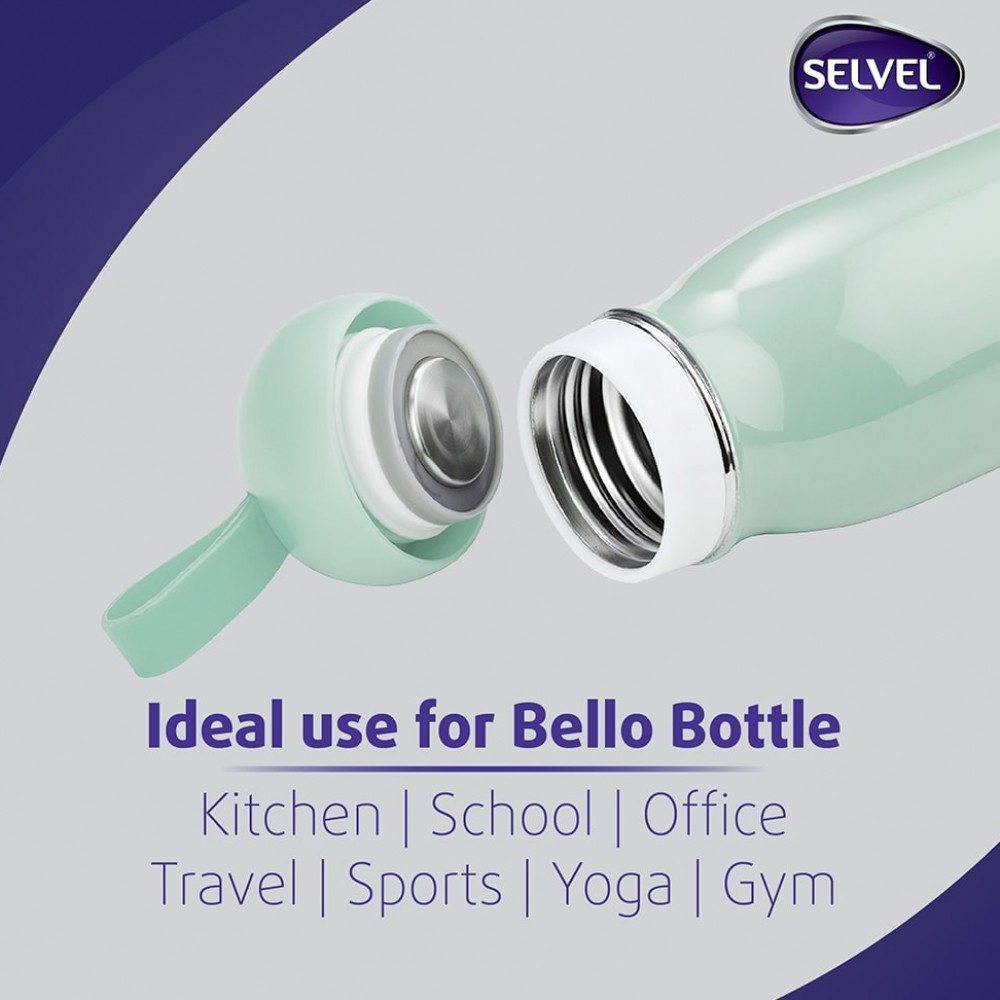 SELVEL®
Ideal use for Bello Bottle
Kitchen | School | Office
Travel | Sports | Yoga | Gym